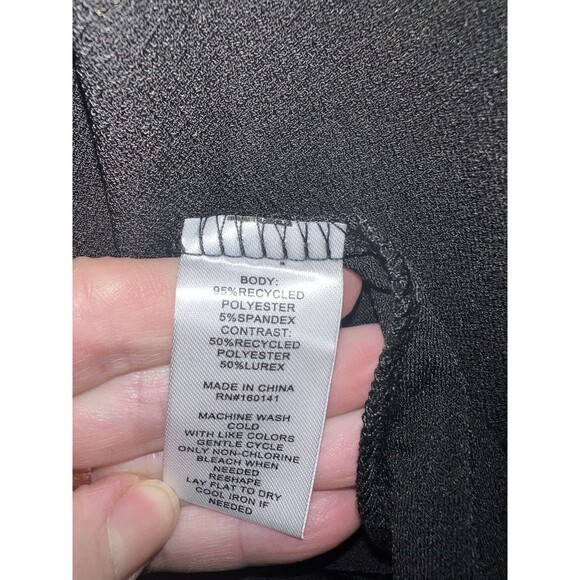 BODY:
95%RECYCLED
POLYESTER
5%SPANDEX
CONTRAST:
50%RECYCLED
POLYESTER
50%LUREX
MADE IN CHINA
RN#160141
MACHINE WASH
COLD
WITH LIKE COLORS
GENTLE CYCLE
ONLY NON-CHLORINE
BLEACH WHEN
NEEDED
RESHAPE
LAY FLAT TO DRY
COOL IRON IF
NEEDED